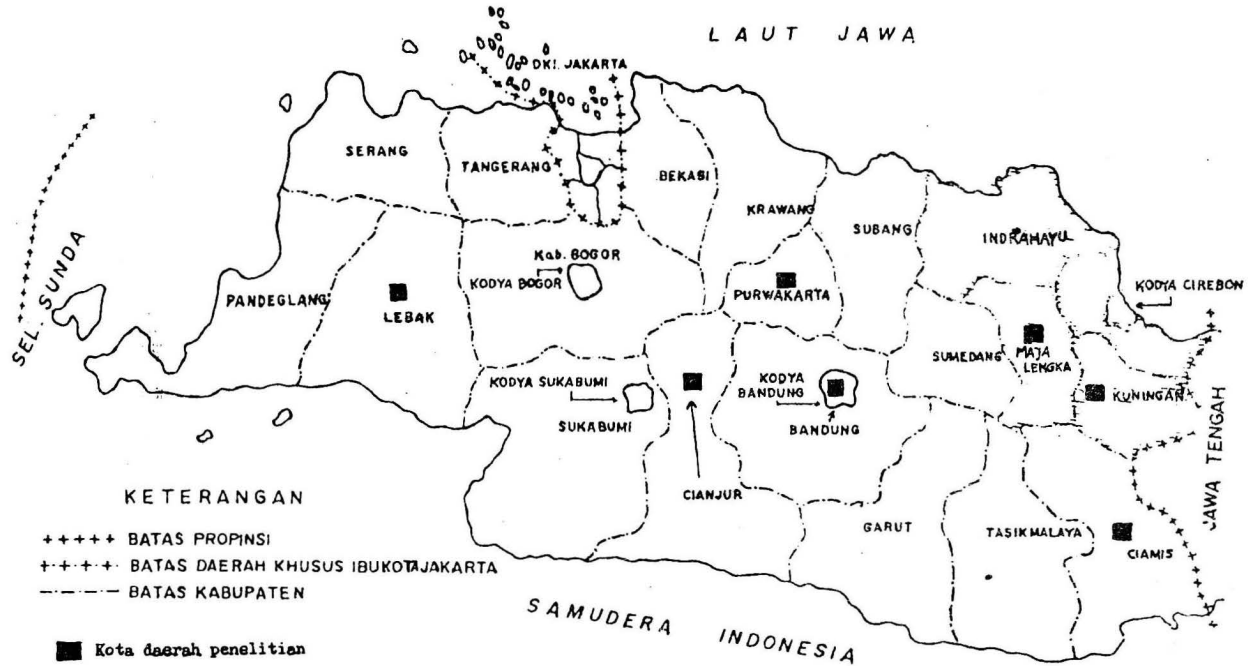 LAUT JAWA
DKI. JAKARTA
SERANG
TANGERANG
BEKASI
KRAWANG
SUBANG
INDRAHAYU
KODYA CIREBON
SEL. SUNDA
PANDEGLANG
LEBAK
Kab. BOGOR
KODYA BOGOR
PURWAKARTA
SUMEDANG
MAJA
LENGKA
KUNINGAN
KODYA SUKABUMI
SUKABUMI
KODYA
BANDUNG
BANDUNG
CIANJUR
GARUT
TASIKMALAYA
CIAMIS
JAWA TENGAH
SAMUDERA INDONESIA
KETERANGAN
+++++ BATAS PROPINSI
+·+·+·+ BATAS DAERAH KHUSUS IBUKOTAJAKARTA
—·—·—·— BATAS KABUPATEN
Kota daerah penelitian